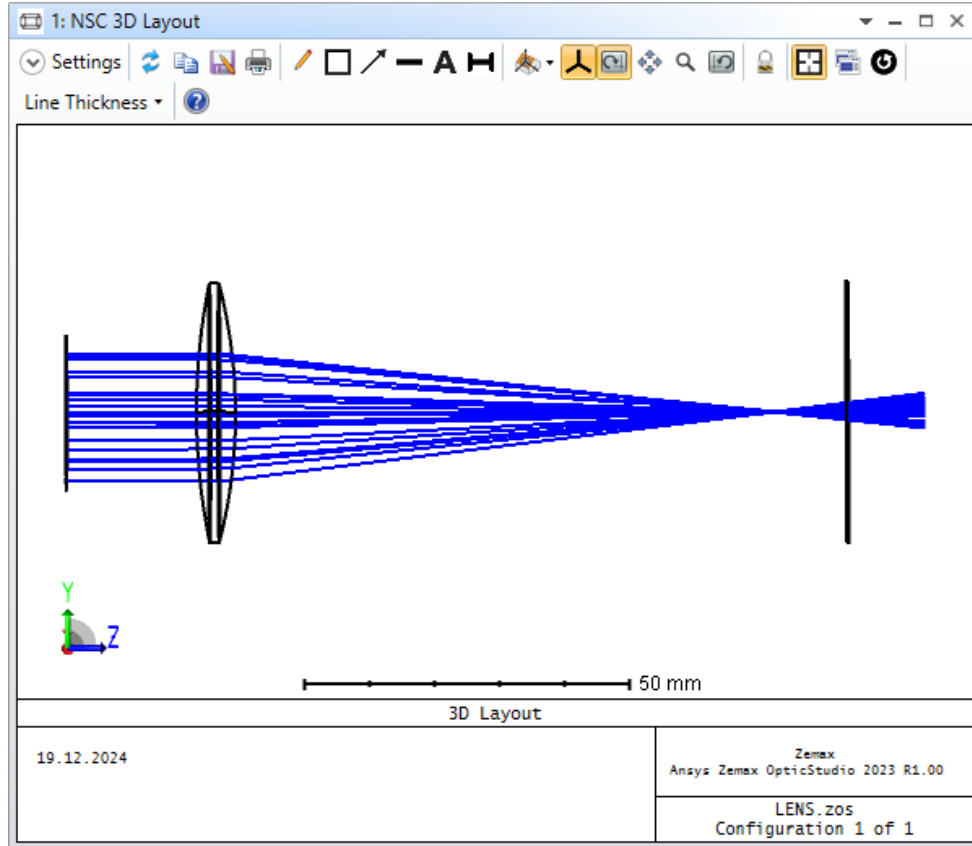 1: NSC 3D Layout
Settings
A
Line Thickness
Y
Z
50 mm
3D Layout
19.12.2024
Zemax
Ansys Zemax OpticStudio 2023 R1.00
LENS.zos
Configuration 1 of 1